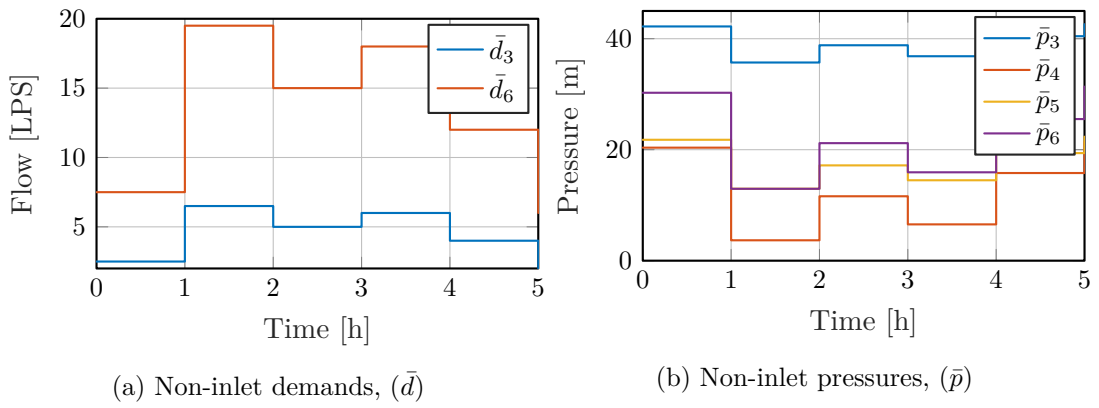 Flow [LPS]
20
15
10
5
0
1
2
3
4
5
Time [h]
d̄₃
d̄₆
(a) Non-inlet demands, (d̄)
Pressure [m]
40
20
0
0
1
2
3
4
5
Time [h]
p̄₃
p̄₄
p̄₅
p̄₆
(b) Non-inlet pressures, (p̄)